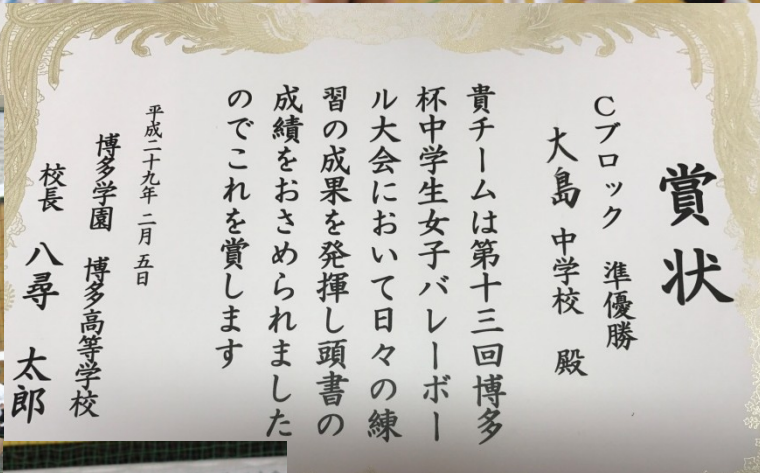 賞状
Cブロック 準優勝
大島 中学校 殿
貴チームは第十三回博多
杯中学生女子バレーボー
ル大会において日々の練
習の成果を発揮し頭書の
成績をおさめられました
のでこれを賞します
平成二十九年 二月 五日
博多学園 博多高等学校
校長 八尋 太郎